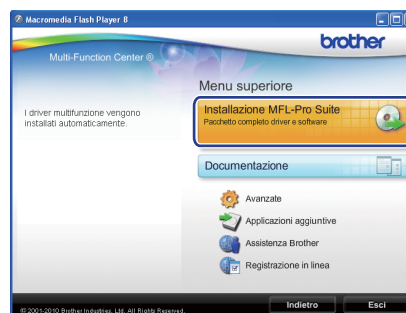 Macromedia Flash Player 8
brother
Multi-Function Center ®
Menu superiore
I driver multifunzione vengono
installati automaticamente.
Installazione MFL-Pro Suite
Pacchetto completo driver e software
Documentazione
Avanzate
Applicazioni aggiuntive
Assistenza Brother
Registrazione in linea
© 2001-2010 Brother Industries, Ltd. All Rights Reserved.
Indietro
Esci